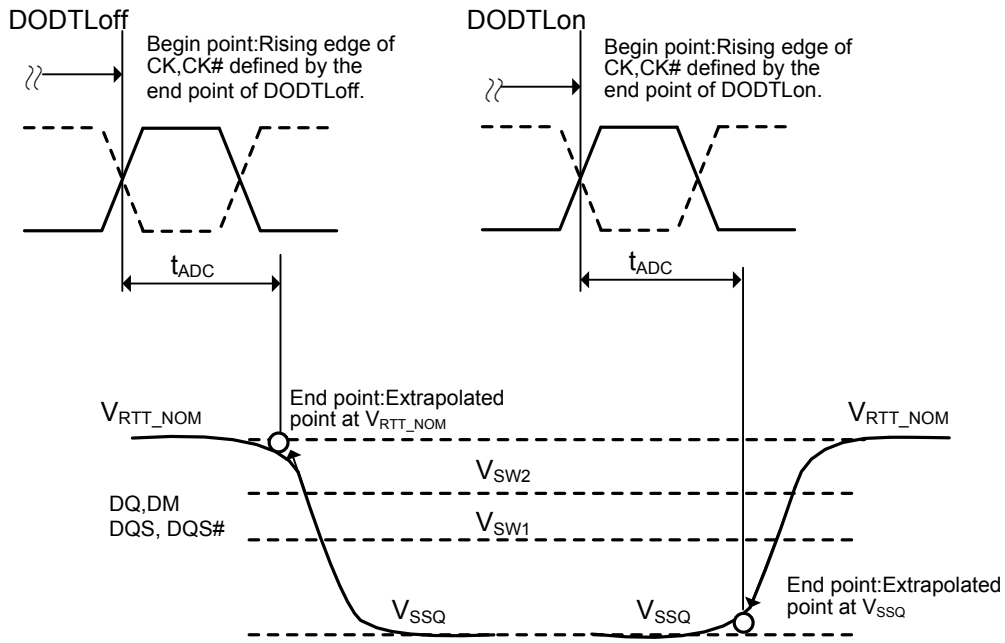 DODTLoff
Begin point:Rising edge of
CK,CK# defined by the
end point of DODTLoff.
DODTLon
Begin point:Rising edge of
CK,CK# defined by the
end point of DODTLon.
tADC
tADC
VRTT_NOM
End point:Extrapolated
point at VRTT_NOM
VRTT_NOM
VSW2
DQ,DM
DQS, DQS#
VSW1
VSSQ
VSSQ
End point:Extrapolated
point at VSSQ